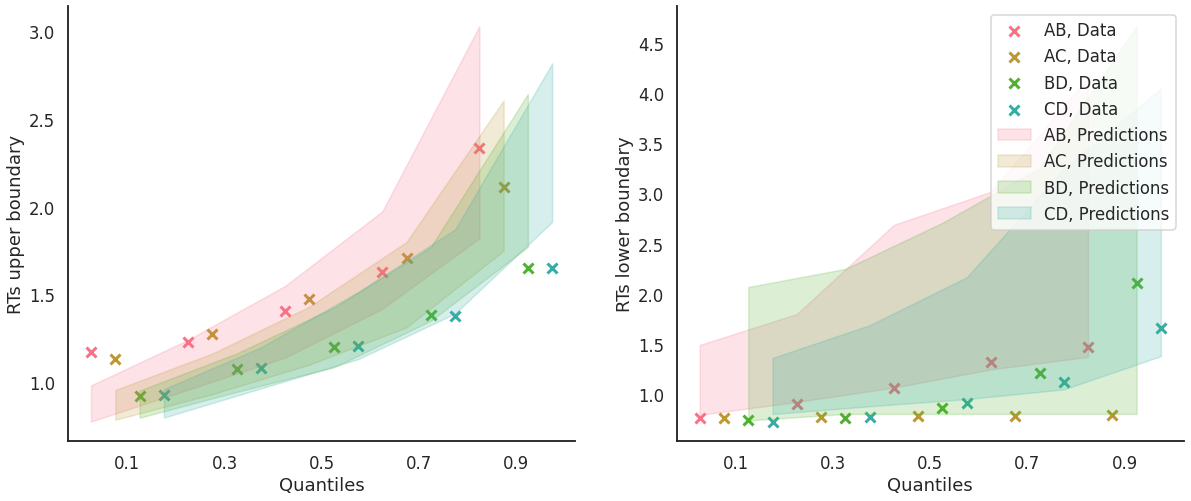 3.0
2.5
2.0
1.5
1.0
RTs upper boundary
0.1 0.3 0.5 0.7 0.9
Quantiles
4.5
4.0
3.5
3.0
2.5
2.0
1.5
1.0
RTs lower boundary
0.1 0.3 0.5 0.7 0.9
Quantiles
AB, Data
AC, Data
BD, Data
CD, Data
AB, Predictions
AC, Predictions
BD, Predictions
CD, Predictions